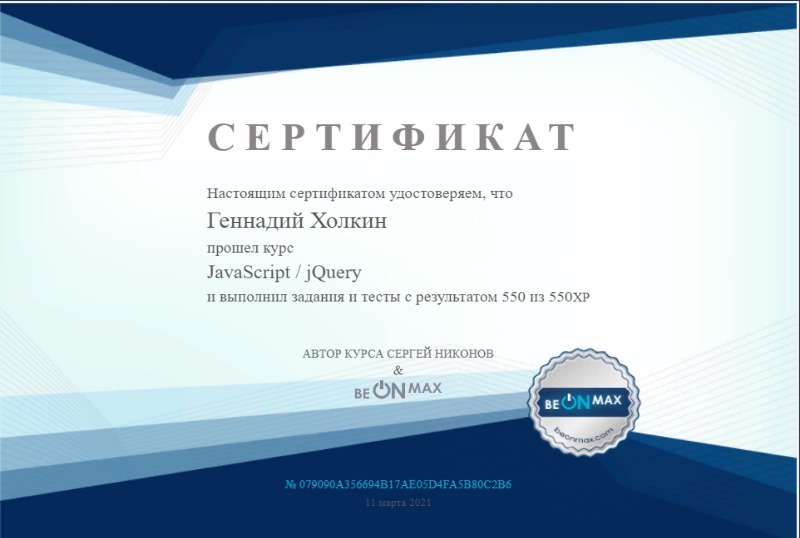 СЕРТИФИКАТ
Настоящим сертификатом удостоверяем, что
Геннадий Холкин
прошел курс
JavaScript / jQuery
и выполнил задания и тесты с результатом 550 из 550XP
АВТОР КУРСА СЕРГЕЙ НИКОНОВ
&
BE ON MAX
BE ON MAX
beonmax.com
№ 079090A356694B17AE05D4FA5B80C2B6
11 марта 2021